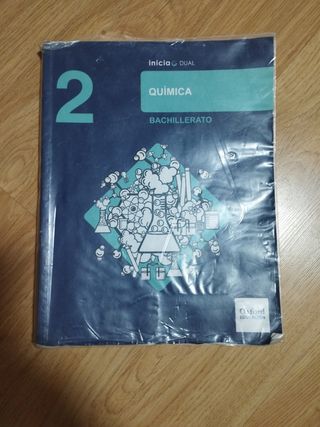 inicia DUAL
2
QUÍMICA
BACHILLERATO
Oxford